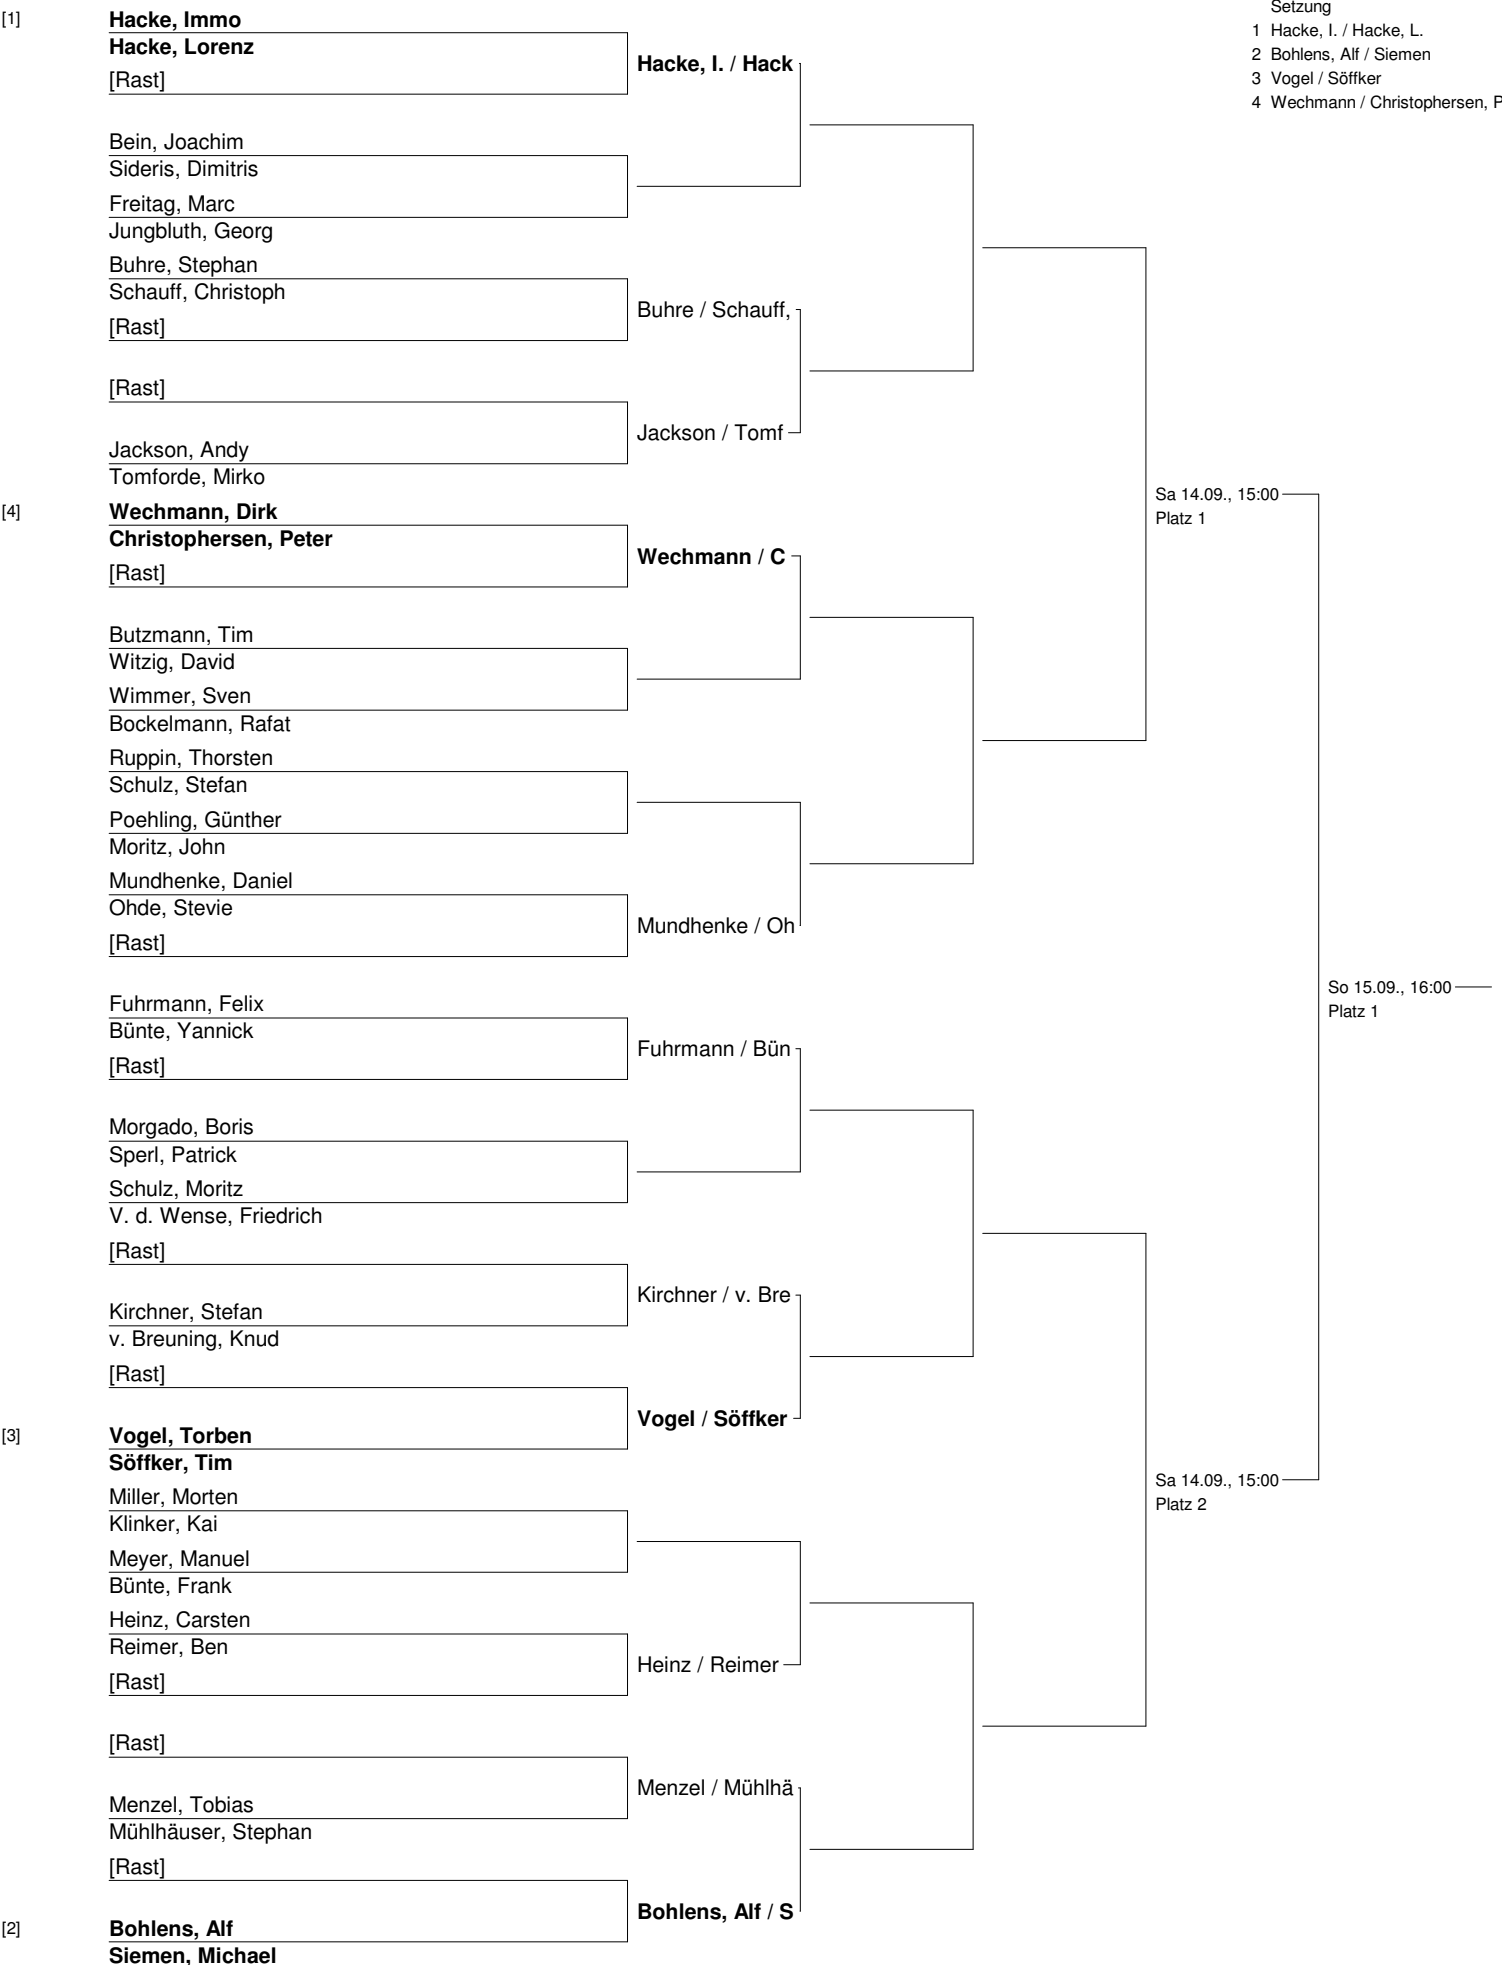 Setzung
1 Hacke, I. / Hacke, L.
2 Bohlens, Alf / Siemen
3 Vogel / Söffker
4 Wechmann / Christophersen, P
[1] Hacke, Immo
Hacke, Lorenz
Hacke, I. / Hack
[Rast]
Bein, Joachim
Sideris, Dimitris
Freitag, Marc
Jungbluth, Georg
Buhre, Stephan
Schauff, Christoph
Buhre / Schauff,
[Rast]
[Rast]
Jackson / Tomf
Jackson, Andy
Tomforde, Mirko
Sa 14.09., 15:00
Platz 1
[4] Wechmann, Dirk
Christophersen, Peter
Wechmann / C
[Rast]
Butzmann, Tim
Witzig, David
Wimmer, Sven
Bockelmann, Rafat
Ruppin, Thorsten
Schulz, Stefan
Poehling, Günther
Moritz, John
Mundhenke, Daniel
Ohde, Stevie
Mundhenke / Oh
[Rast]
So 15.09., 16:00
Platz 1
Fuhrmann, Felix
Bünte, Yannick
Fuhrmann / Bün
[Rast]
Morgado, Boris
Sperl, Patrick
Schulz, Moritz
V. d. Wense, Friedrich
[Rast]
Kirchner / v. Bre
Kirchner, Stefan
v. Breuning, Knud
[Rast]
Vogel / Söffker
[3] Vogel, Torben
Söffker, Tim
Sa 14.09., 15:00
Platz 2
Miller, Morten
Klinker, Kai
Meyer, Manuel
Bünte, Frank
Heinz, Carsten
Reimer, Ben
Heinz / Reimer
[Rast]
[Rast]
Menzel / Mühlhä
Menzel, Tobias
Mühlhäuser, Stephan
[Rast]
Bohlens, Alf / S
[2] Bohlens, Alf
Siemen, Michael